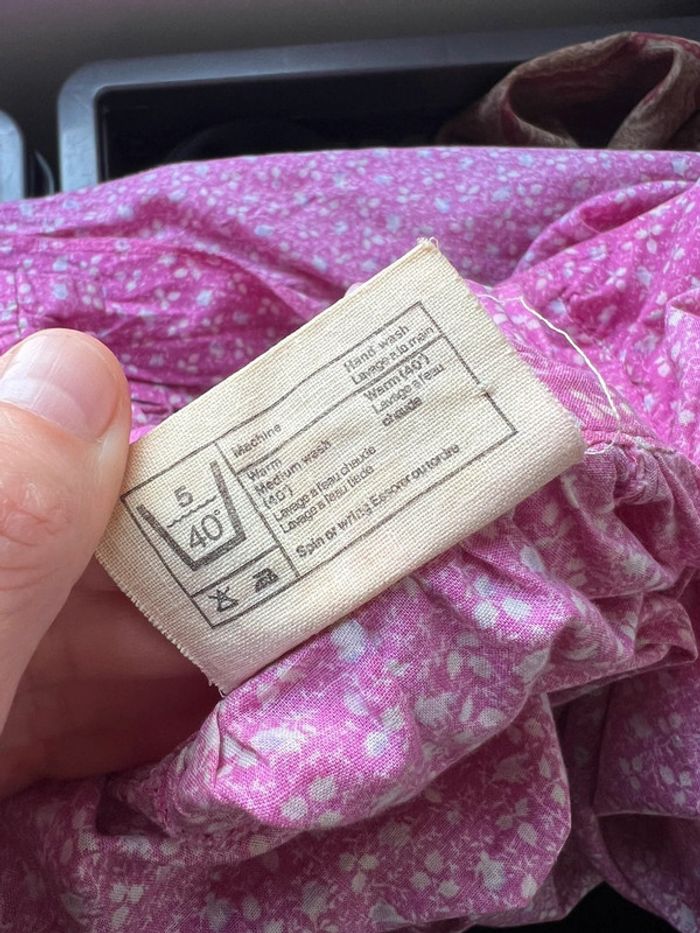 5
40°
Machine
Warm
Medium wash
(40°)
Lavage a l'eau chaude
Lavage a l'eau tiede
Hand wash
Lavage a la main
Warm (40°)
Lavage a l'eau
chaude
Spin or wring Essorer ou tordre